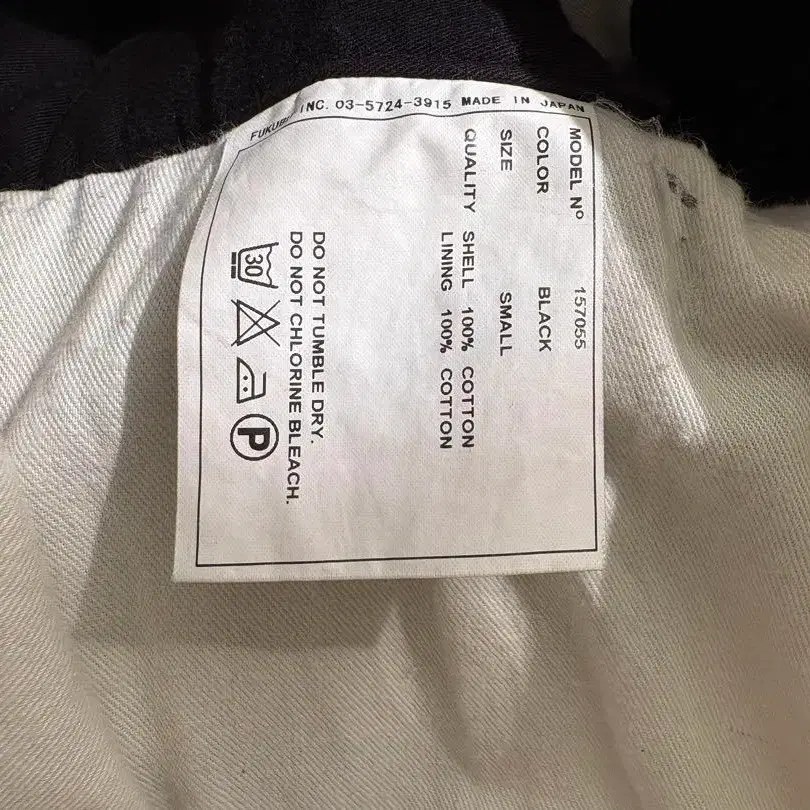 INC. 03-5724-3915 MADE IN JAPAN
MODEL Nº 157055
COLOR BLACK
SIZE SMALL
QUALITY SHELL 100% COTTON
LINING 100% COTTON
DO NOT TUMBLE DRY.
DO NOT CHLORINE BLEACH.
30 P